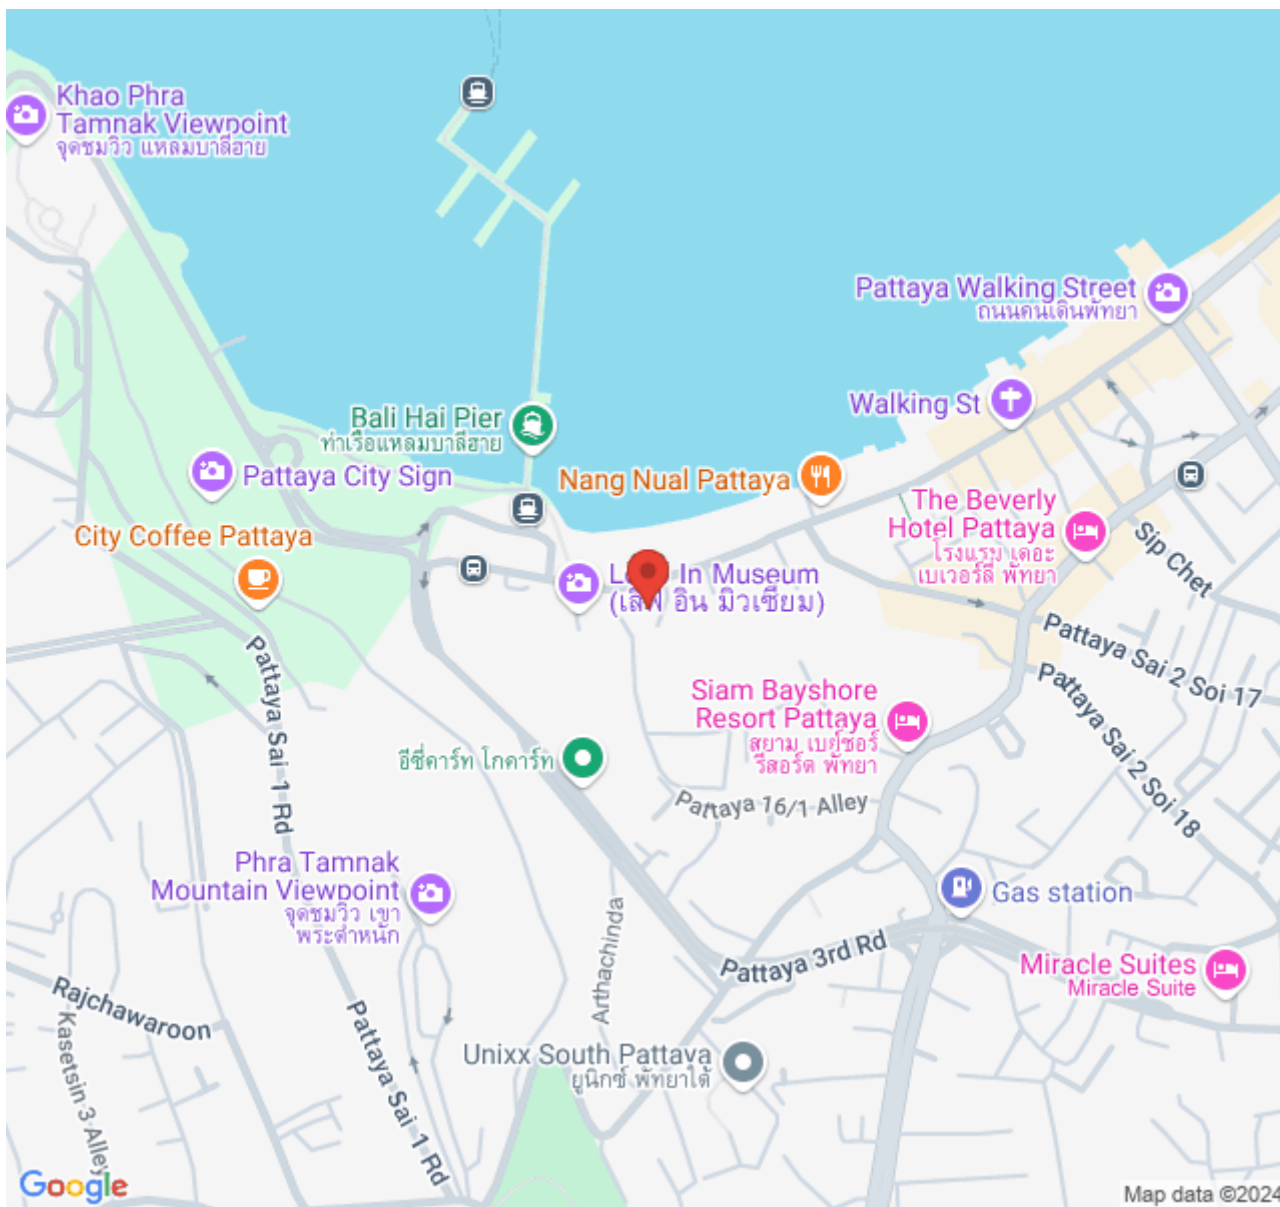 Khao Phra
Tamnak Viewpoint
จุดชมวิว แหลมบาลีฮาย
Pattaya Walking Street
ถนนคนเดินพัทยา
Walking St
Bali Hai Pier
ท่าเรือแหลมบาลีฮาย
Pattaya City Sign
Nang Nual Pattaya
The Beverly
Hotel Pattaya
โรงแรม เดอะ
เบเวอร์ลี่ พัทยา
City Coffee Pattaya
Sip Chet
In Museum
อิน มิวเซียม)
Pattaya Sai 2 Soi 17
Pattaya Sai 1 Rd
Siam Bayshore
Resort Pattaya
สยาม เบย์ชอร์
รีสอร์ต พัทยา
Pattaya Sai 2 Soi 18
อีซี่คาร์ท โกคาร์ท
Pattaya 16/1 Alley
Phra Tamnak
Mountain Viewpoint
จุดชมวิว เขา
พระตำหนัก
Gas station
Arthachinda
Pattaya 3rd Rd
Miracle Suites
Miracle Suite
Rajchawaroon
Kasetsin 3 Alley
Pattaya Sai 1 Rd
Unixx South Pattaya
ยูนิกซ์ พัทยาใต้
Google
Map data ©2024